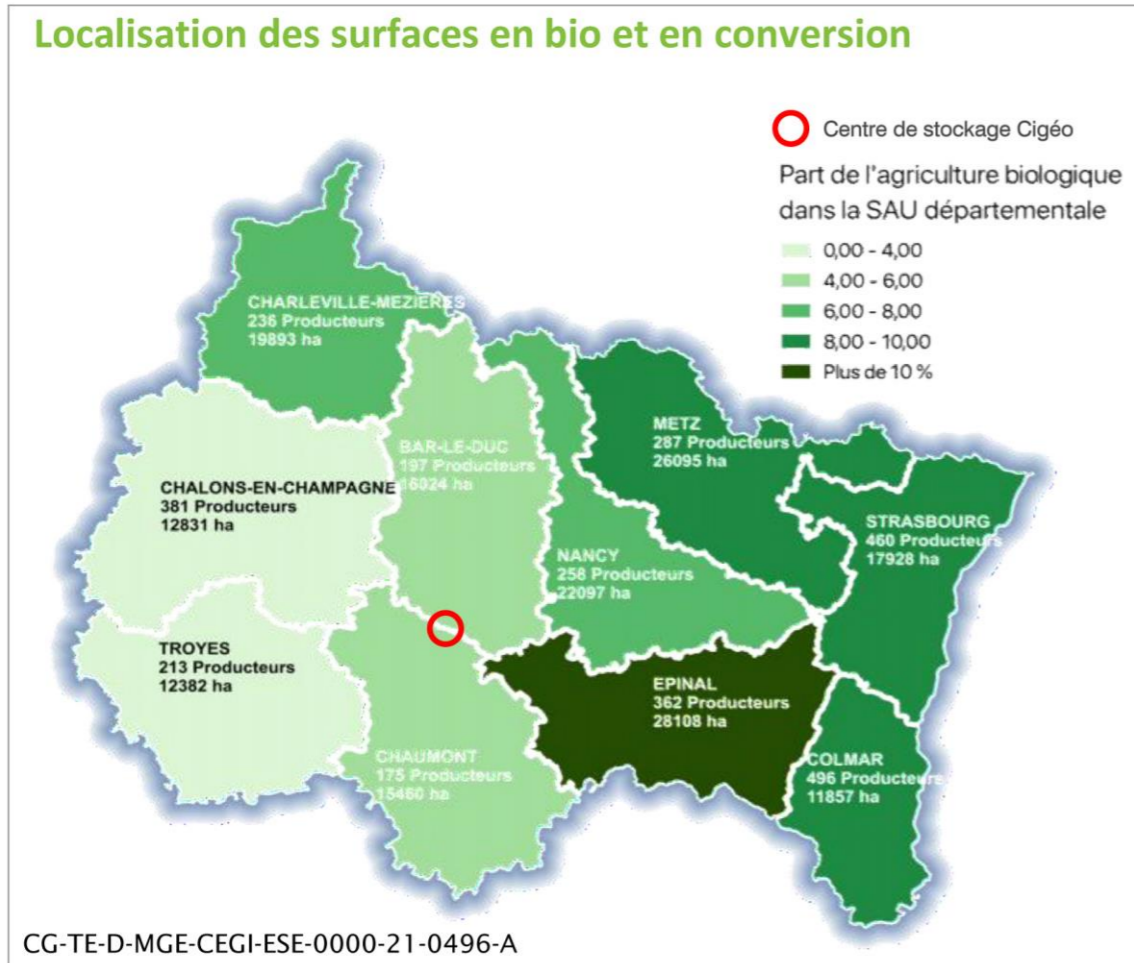 Localisation des surfaces en bio et en conversion
Centre de stockage Cigéo
Part de l'agriculture biologique
dans la SAU départementale
0,00 - 4,00
4,00 - 6,00
6,00 - 8,00
8,00 - 10,00
Plus de 10 %
CHARLEVILLE-MEZIERES
236 Producteurs
19893 ha
BAR-LE-DUC
197 Producteurs
16024 ha
METZ
287 Producteurs
26095 ha
CHALONS-EN-CHAMPAGNE
381 Producteurs
12831 ha
STRASBOURG
460 Producteurs
17928 ha
NANCY
258 Producteurs
22097 ha
TROYES
213 Producteurs
12382 ha
EPINAL
362 Producteurs
28108 ha
CHAUMONT
175 Producteurs
15460 ha
COLMAR
496 Producteurs
11857 ha
CG-TE-D-MGE-CEGI-ESE-0000-21-0496-A